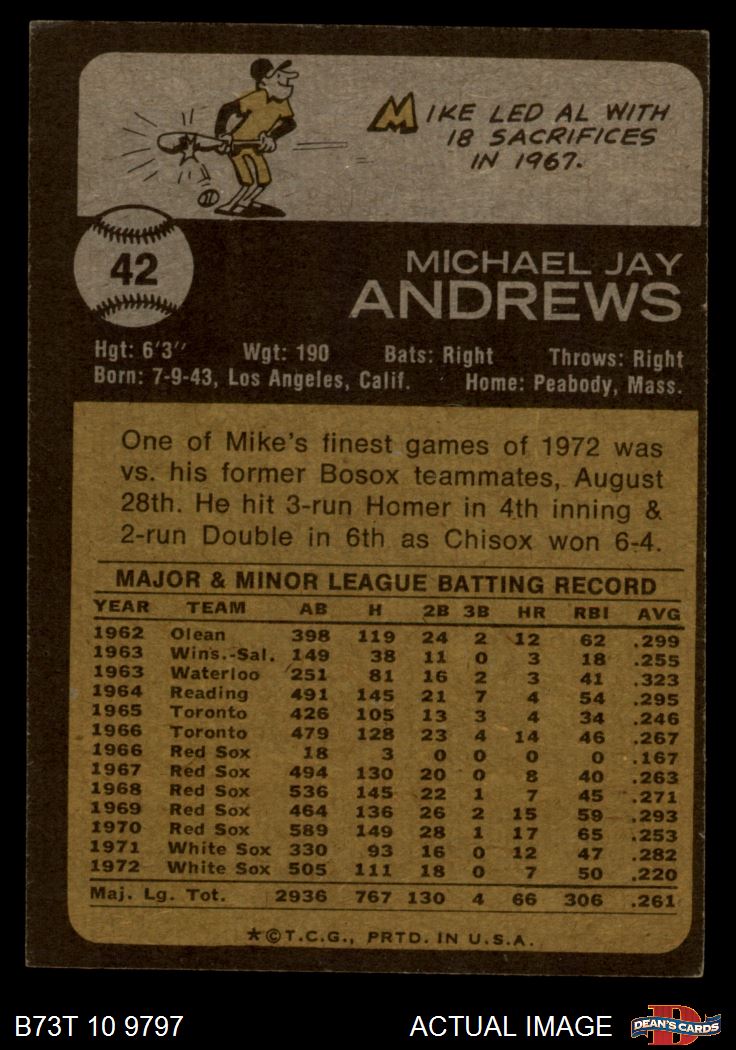 MIKE LED AL WITH
18 SACRIFICES
IN 1967.
42
MICHAEL JAY
ANDREWS
Hgt: 6'3" Wgt: 190 Bats: Right Throws: Right
Born: 7-9-43, Los Angeles, Calif. Home: Peabody, Mass.
One of Mike's finest games of 1972 was
vs. his former Bosox teammates, August
28th. He hit 3-run Homer in 4th inning &
2-run Double in 6th as Chisox won 6-4.
MAJOR & MINOR LEAGUE BATTING RECORD
YEAR TEAM AB H 2B 3B HR RBI AVG
1962 Olean 398 119 24 2 12 62 .299
1963 Wins.-Sal. 149 38 11 0 3 18 .255
1963 Waterloo 251 81 16 2 3 41 .323
1964 Reading 491 145 21 7 4 54 .295
1965 Toronto 426 105 13 3 4 34 .246
1966 Toronto 479 128 23 4 14 46 .267
1966 Red Sox 18 3 0 0 0 0 .167
1967 Red Sox 494 130 20 0 8 40 .263
1968 Red Sox 536 145 22 1 7 45 .271
1969 Red Sox 464 136 26 2 15 59 .293
1970 Red Sox 589 149 28 1 17 65 .253
1971 White Sox 330 93 16 0 12 47 .282
1972 White Sox 505 111 18 0 7 50 .220
Maj. Lg. Tot. 2936 767 130 4 66 306 .261
★©T.C.G., PRTD. IN U.S.A.
B73T 10 9797 ACTUAL IMAGE
D
DEAN'S CARDS